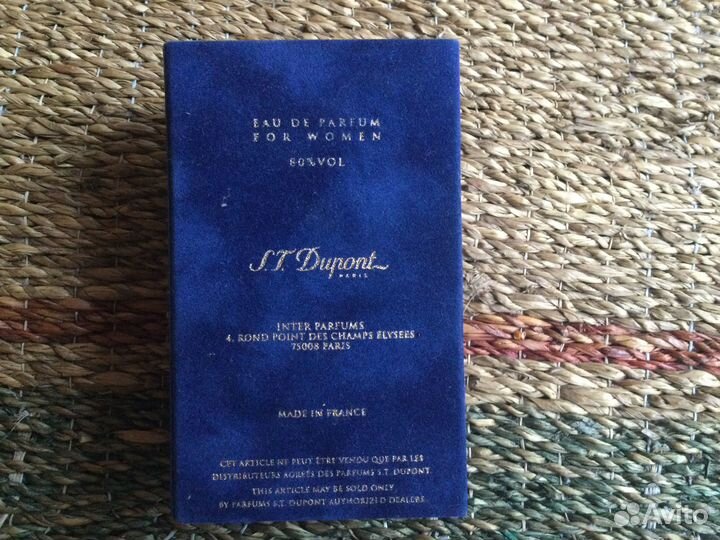 EAU DE PARFUM
FOR WOMEN
80%VOL
S.T. Dupont
PARIS
INTER PARFUMS
4, ROND POINT DES CHAMPS ELYSEES
75008 PARIS
MADE IN FRANCE
CET ARTICLE NE PEUT ÊTRE VENDU QUE PAR LES
DISTRIBUTEURS AGRÉÉS DES PARFUMS S.T. DUPONT.
THIS ARTICLE MAY BE SOLD ONLY
BY PARFUMS S.T. DUPONT AUTHORIZED DEALERS.
Avito